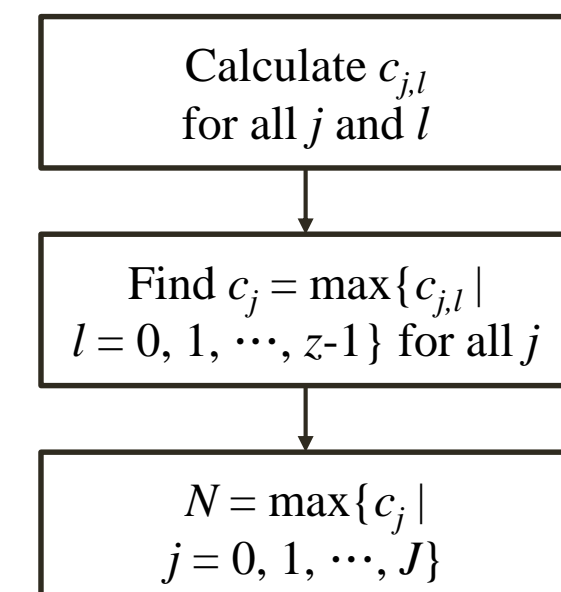 Calculate c_{j,l}
for all j and l
Find c_j = max{c_{j,l} |
l = 0, 1, ⋯, z-1} for all j
N = max{c_j |
j = 0, 1, ⋯, J}